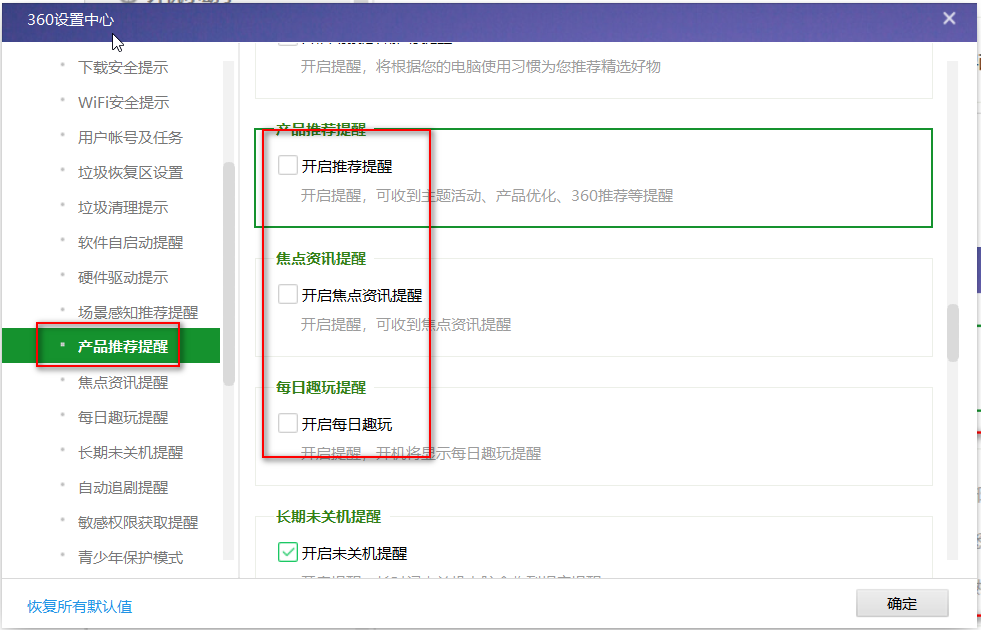 360设置中心
下载安全提示
WiFi安全提示
用户帐号及任务
垃圾恢复区设置
垃圾清理提示
软件自启动提醒
硬件驱动提示
场景感知推荐提醒
产品推荐提醒
焦点资讯提醒
每日趣玩提醒
长期未关机提醒
自动追剧提醒
敏感权限获取提醒
青少年保护模式
开启提醒，将根据您的电脑使用习惯为您推荐精选好物
产品推荐提醒
开启推荐提醒
开启提醒，可收到主题活动、产品优化、360推荐等提醒
焦点资讯提醒
开启焦点资讯提醒
开启提醒，可收到焦点资讯提醒
每日趣玩提醒
开启每日趣玩
开启提醒，开机将显示每日趣玩提醒
长期未关机提醒
开启未关机提醒
恢复所有默认值
确定